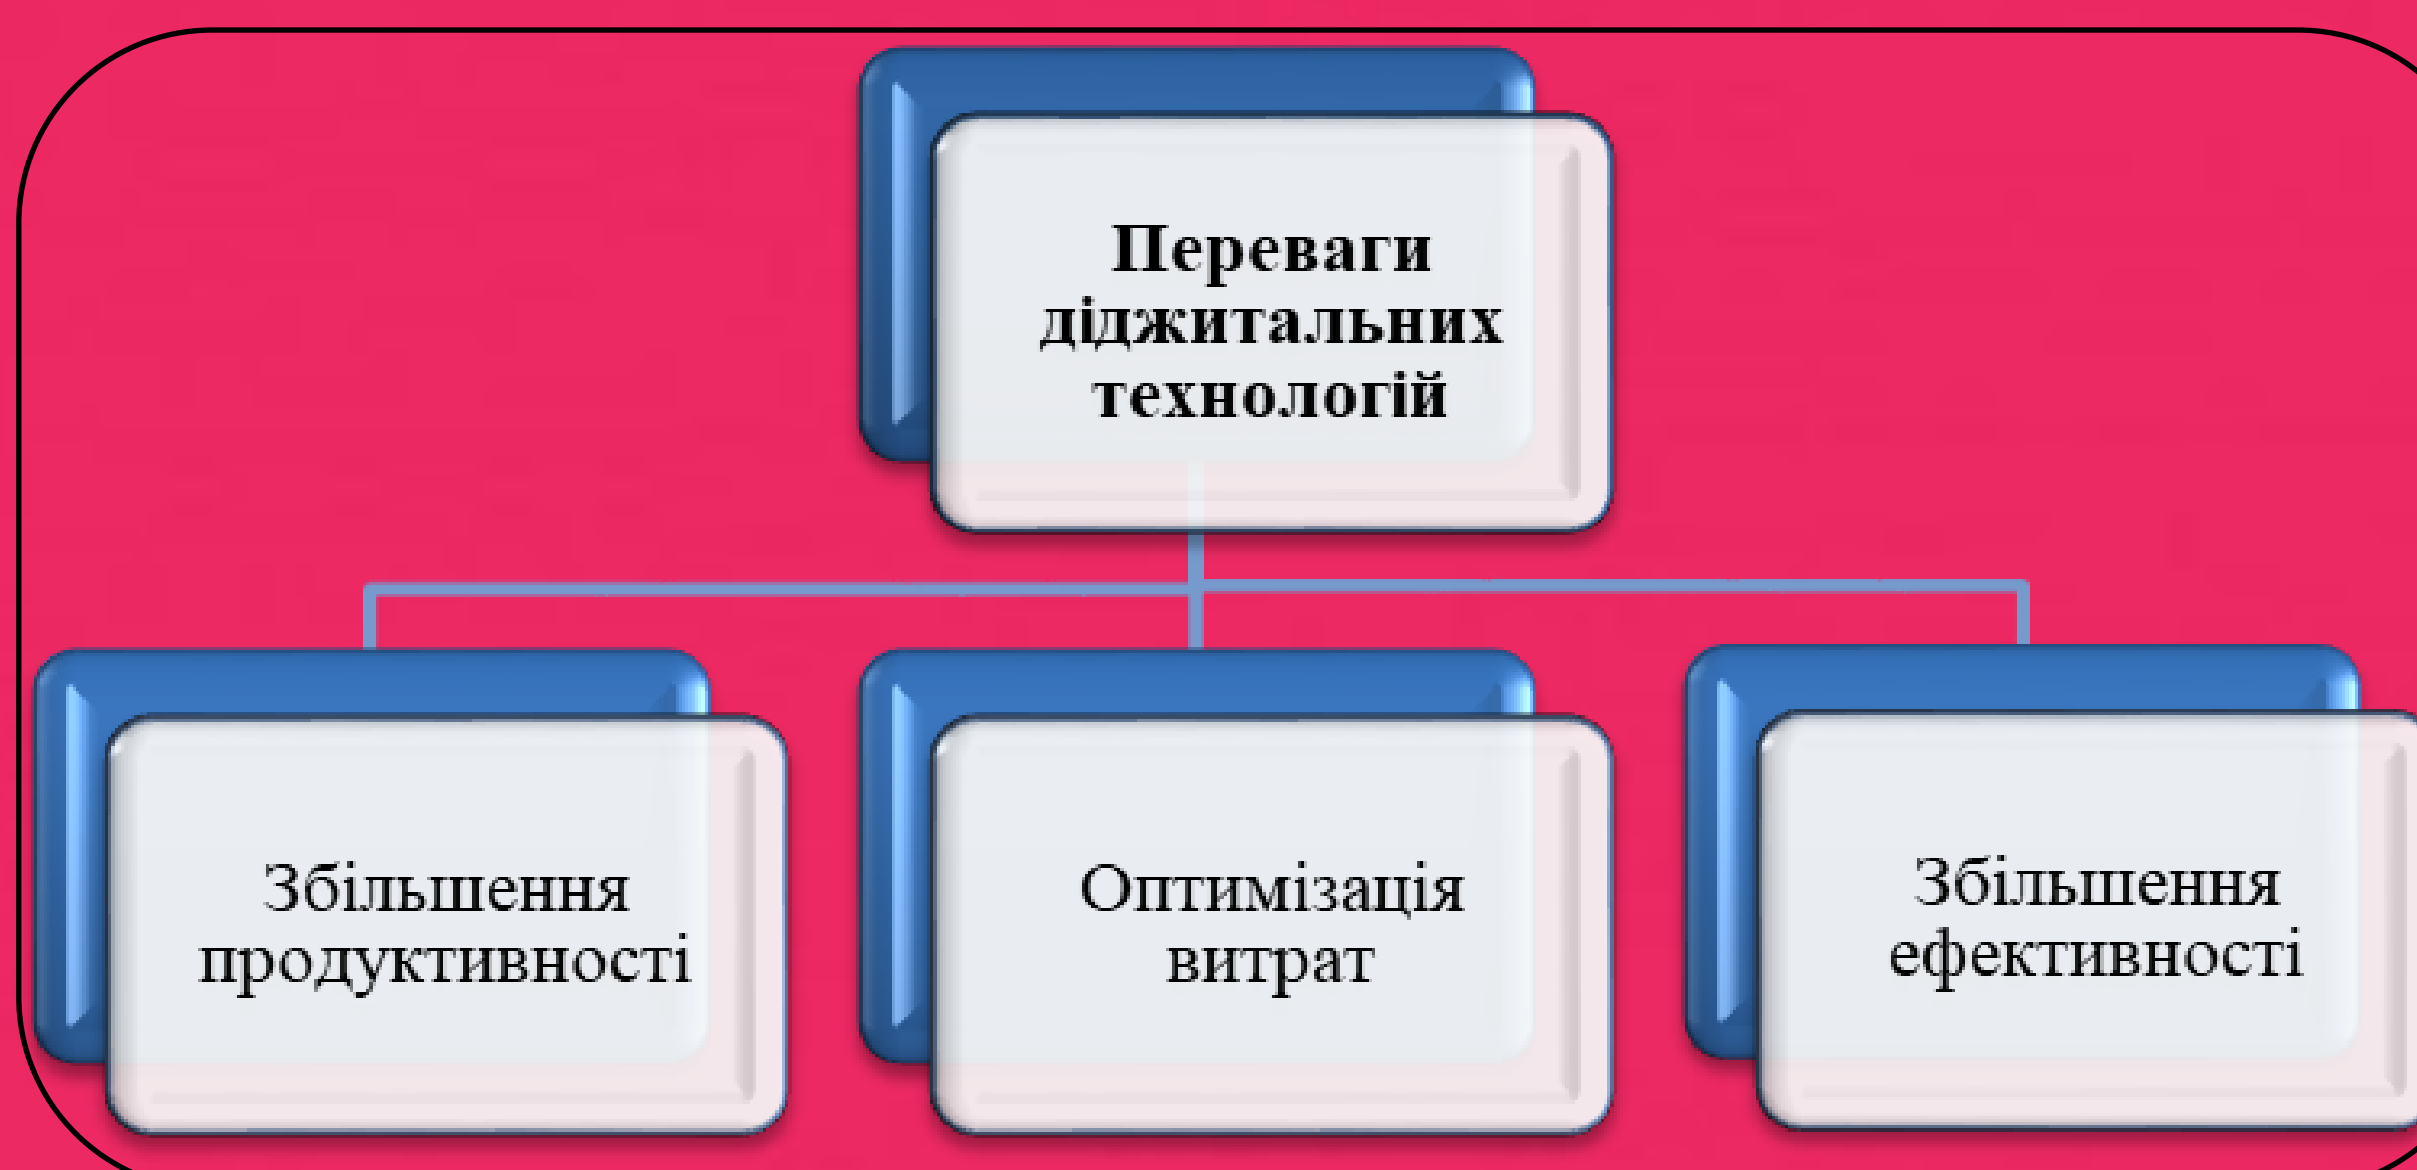 Переваги
діджитальних
технологій
Збільшення
продуктивності
Оптимізація
витрат
Збільшення
ефективності